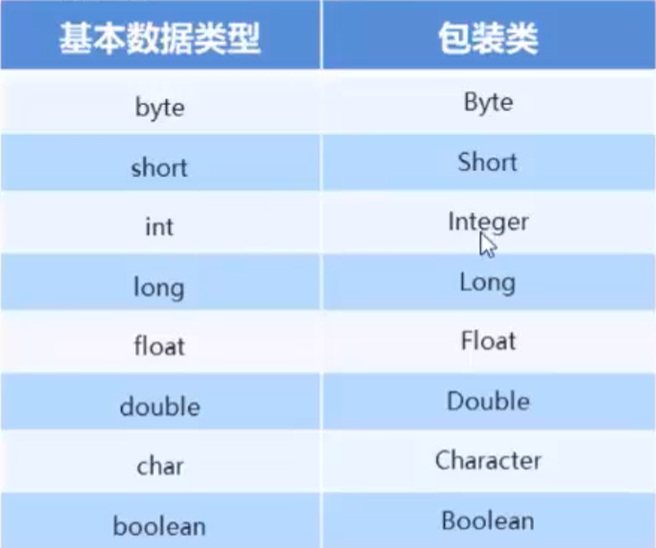 基本数据类型 包装类
byte Byte
short Short
int Integer
long Long
float Float
double Double
char Character
boolean Boolean